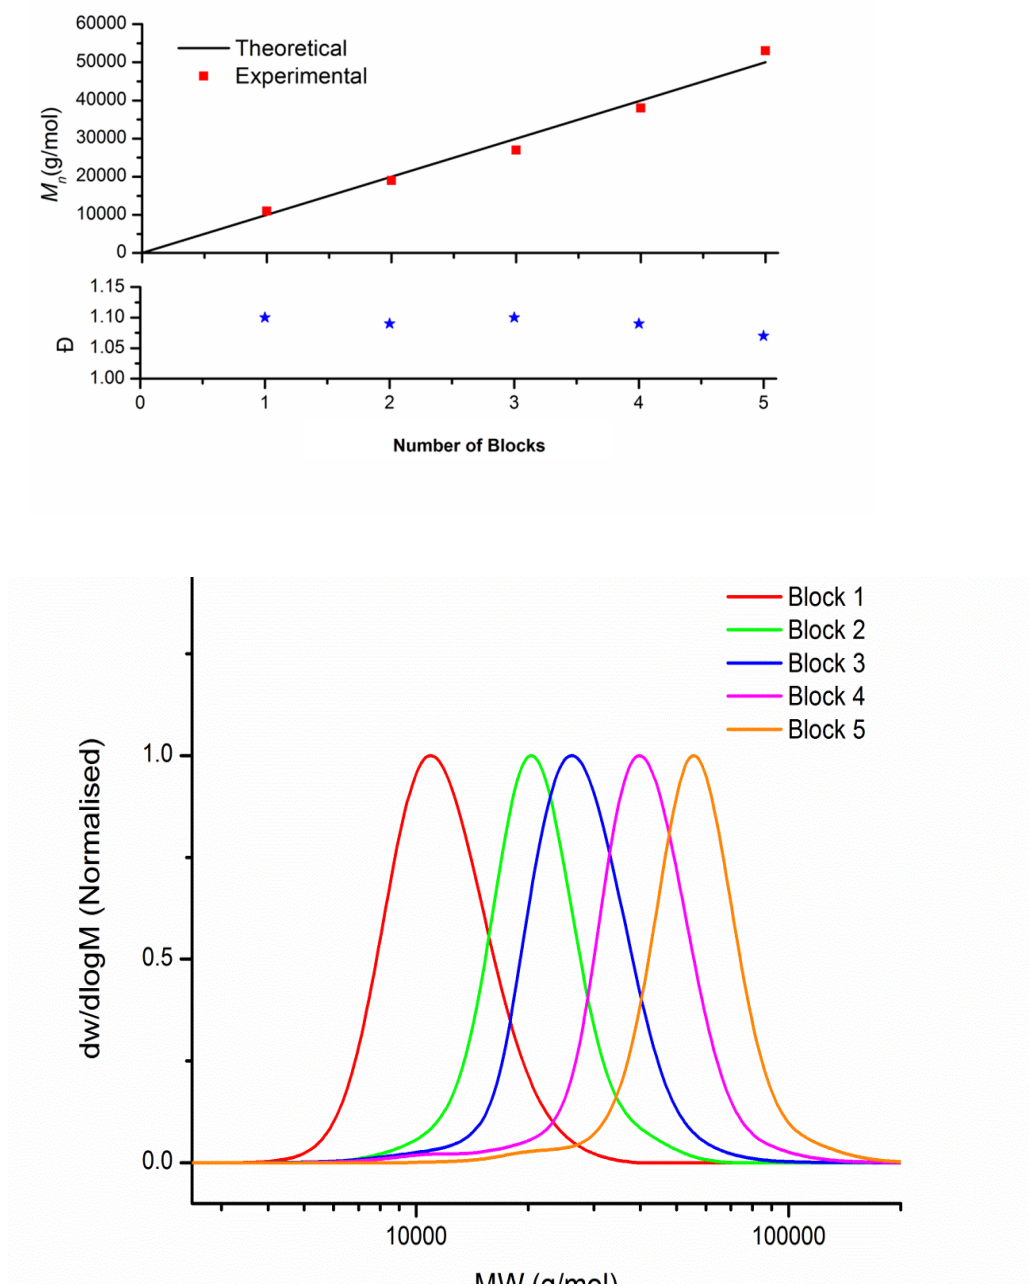 60000
50000
40000
30000
20000
10000
0
Mn(g/mol)
Theoretical
Experimental
1.15
1.10
1.05
1.00
Đ
0 1 2 3 4 5
Number of Blocks
Block 1
Block 2
Block 3
Block 4
Block 5
1.0
0.5
0.0
dw/dlogM (Normalised)
10000 100000
MW (g/mol)